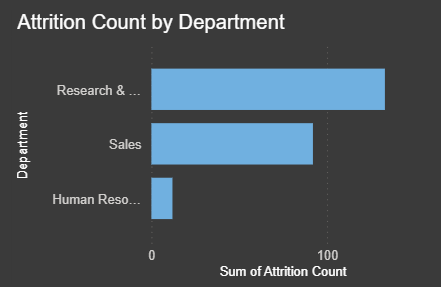 Attrition Count by Department
Department
Research & ...
Sales
Human Reso...
0 100
Sum of Attrition Count